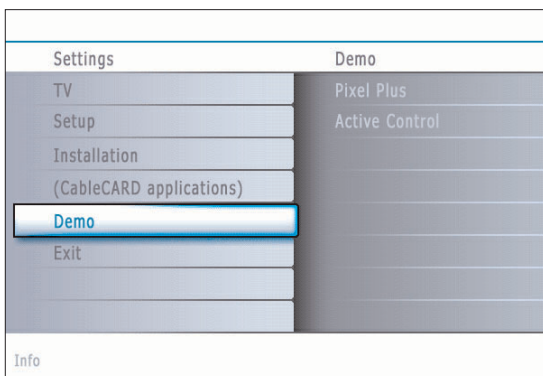 Settings
TV
Setup
Installation
(CableCARD applications)
Demo
Exit
Demo
Pixel Plus
Active Control
Info